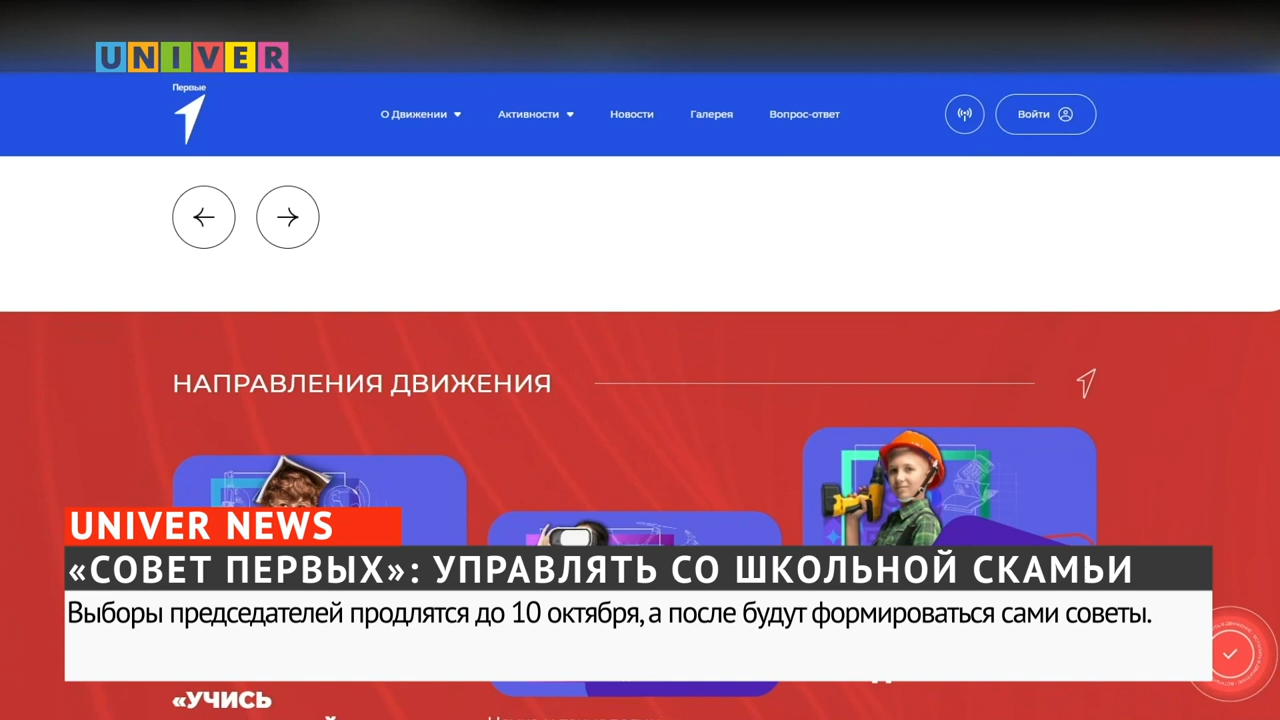 UNIVER
Первые
О Движении Активности Новости Галерея Вопрос-ответ Войти
НАПРАВЛЕНИЯ ДВИЖЕНИЯ
UNIVER NEWS
«СОВЕТ ПЕРВЫХ»: УПРАВЛЯТЬ СО ШКОЛЬНОЙ СКАМЬИ
Выборы председателей продлятся до 10 октября, а после будут формироваться сами советы.
«УЧИСЬ